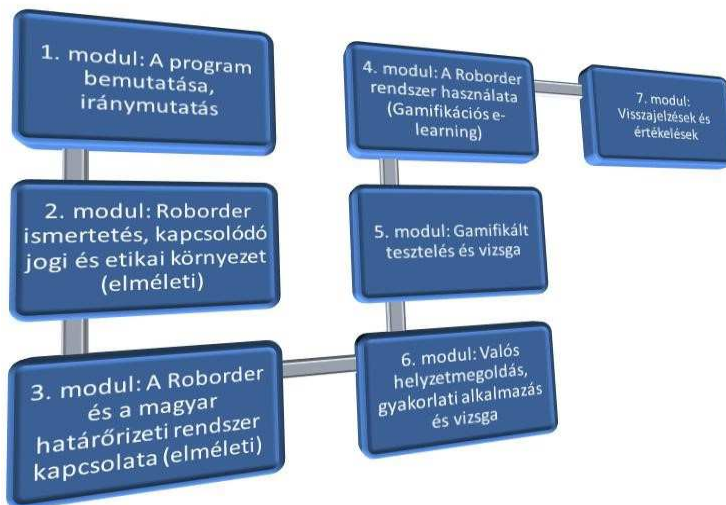 1. modul: A program
bemutatása,
iránymutatás
2. modul: Roborder
ismertetés, kapcsolódó
jogi és etikai környezet
(elméleti)
3. modul: A Roborder
és a magyar
határőrizeti rendszer
kapcsolata (elméleti)
4. modul: A Roborder
rendszer használata
(Gamifikációs e-
learning)
5. modul: Gamifikált
tesztelés és vizsga
6. modul: Valós
helyzetmegoldás,
gyakorlati alkalmazás
és vizsga
7. modul:
Visszajelzések és
értékelések